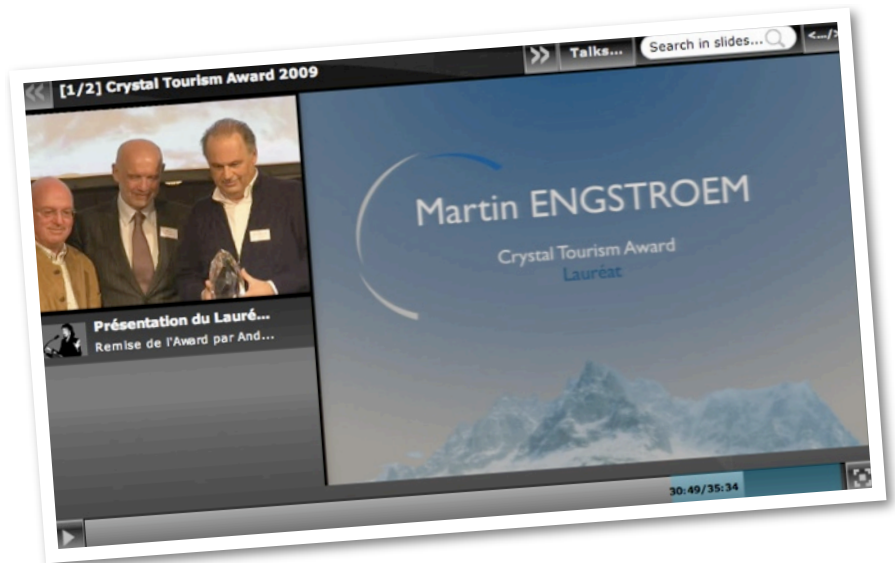 [1/2] Crystal Tourism Award 2009
Talks...
Search in slides...
<.../>
Martin ENGSTROEM
Crystal Tourism Award
Lauréat
Présentation du Lauré...
Remise de l'Award par And...
30:49/35:34